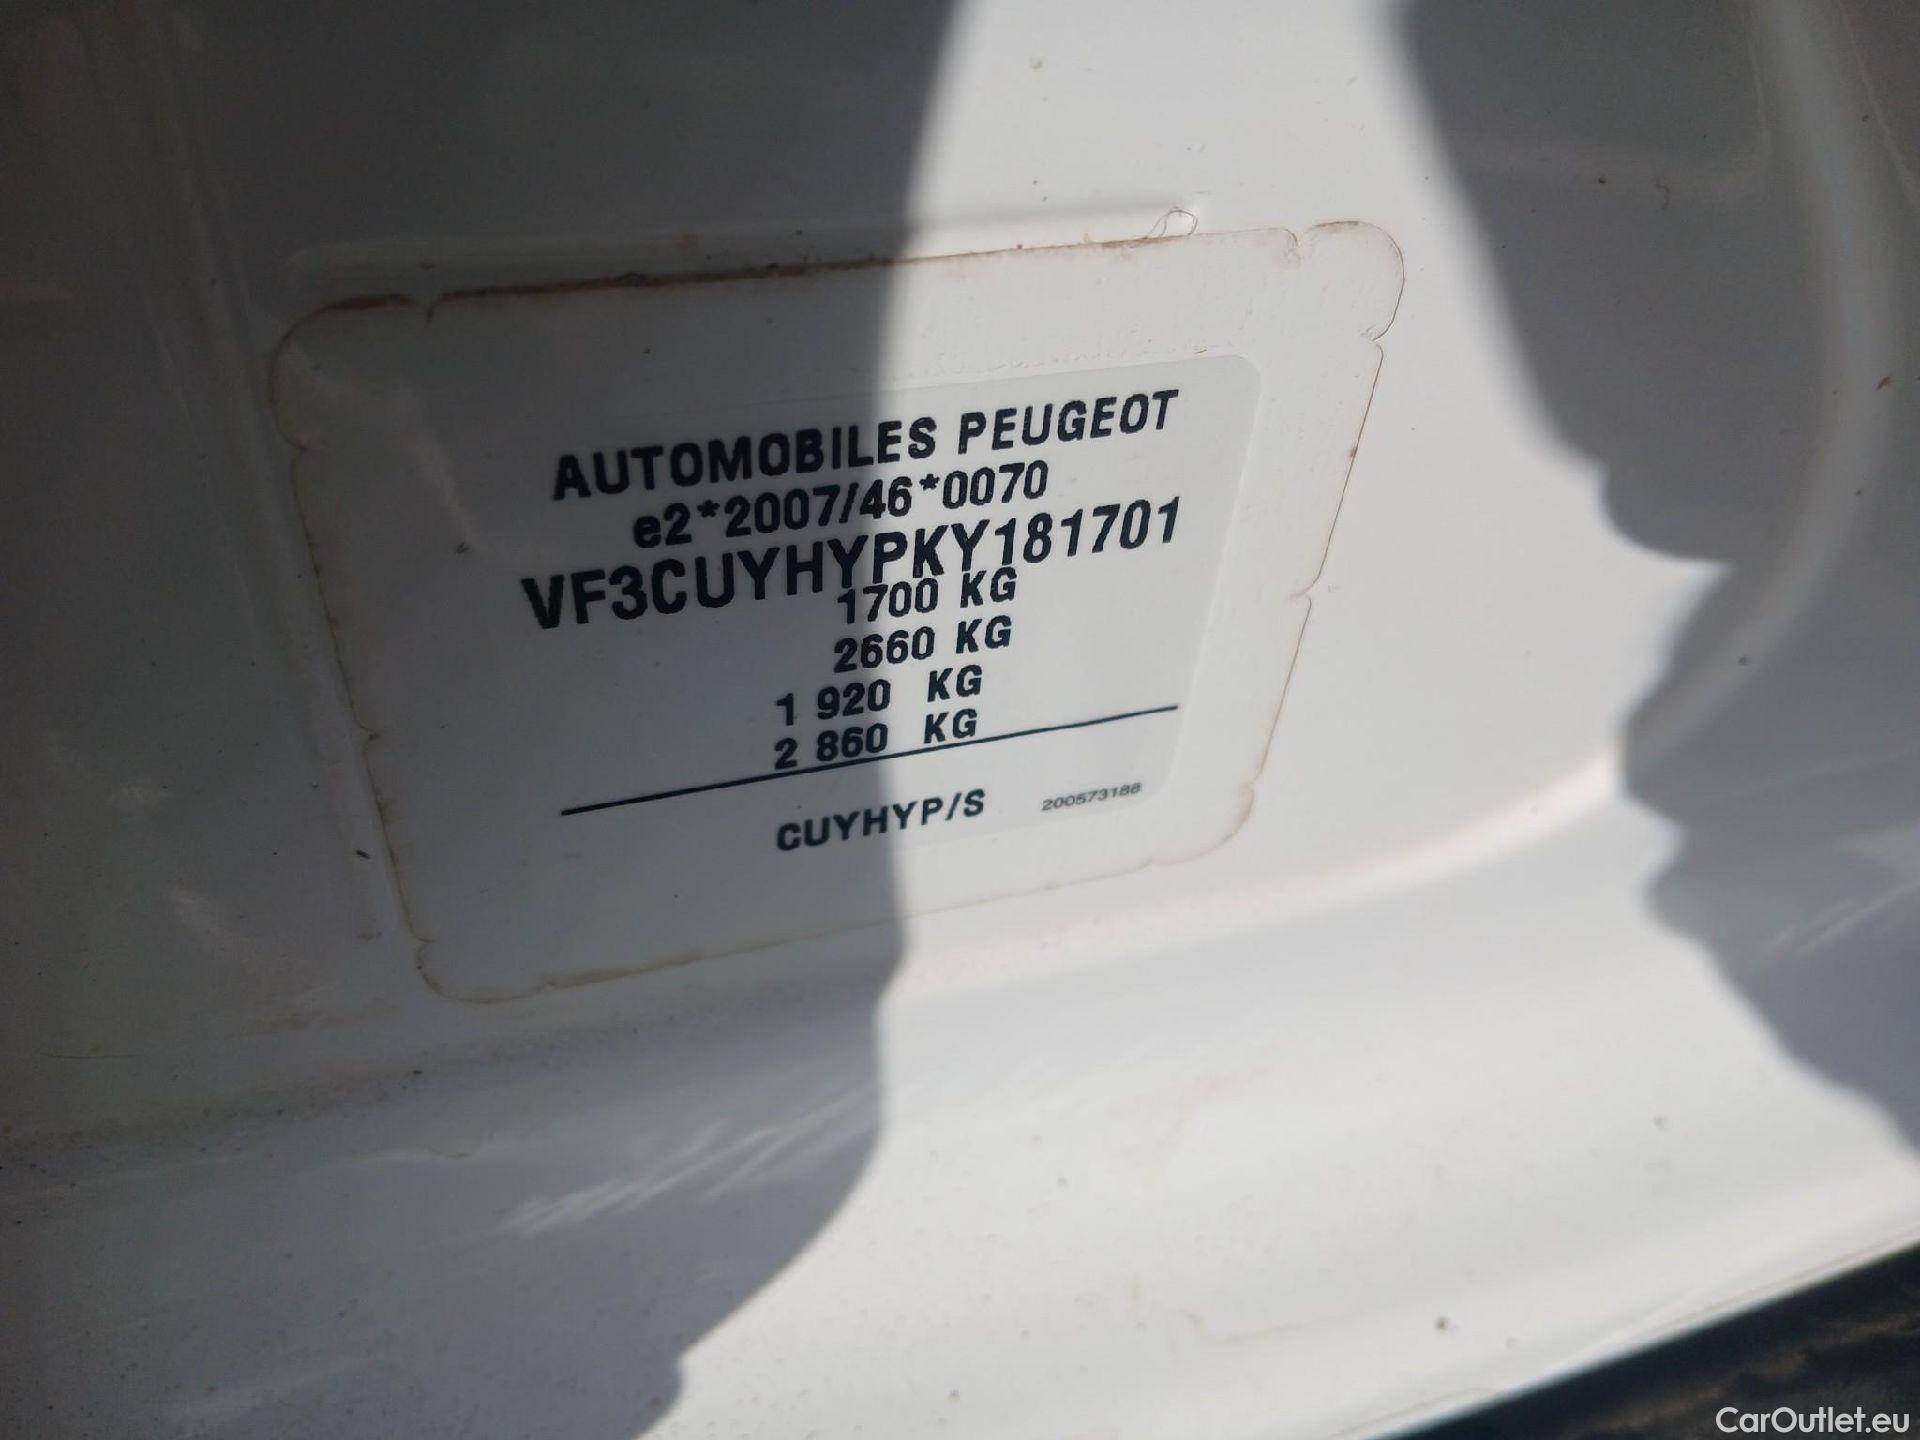 AUTOMOBILES PEUGEOT
e2*2007/46*0070
VF3CUYHYPKY181701
1700 KG
2660 KG
1 920 KG
2 860 KG
CUYHYP/S 200573188
CarOutlet.eu